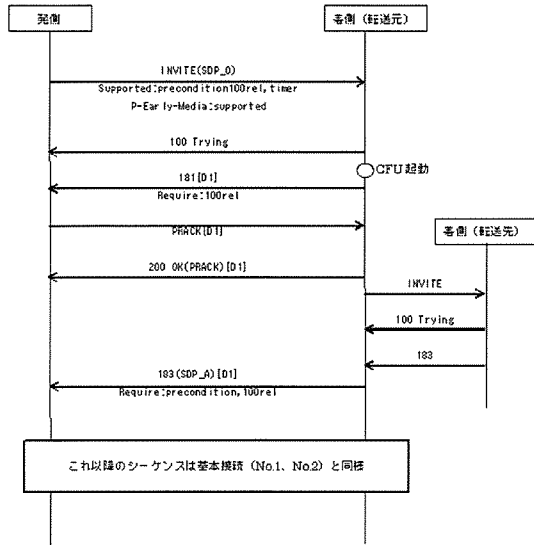 発側
着側（転送元）
INVITE(SDP_O)
Supported:precondition100rel,timer
P-Early-Media:supported
100 Trying
CFU起動
181[D1]
Require:100rel
PRACK[D1]
着側（転送先）
200 OK(PRACK)[D1]
INVITE
100 Trying
183
183(SDP_A)[D1]
Require:precondition,100rel
これ以降のシーケンスは基本接続（No.1、No.2）と同様